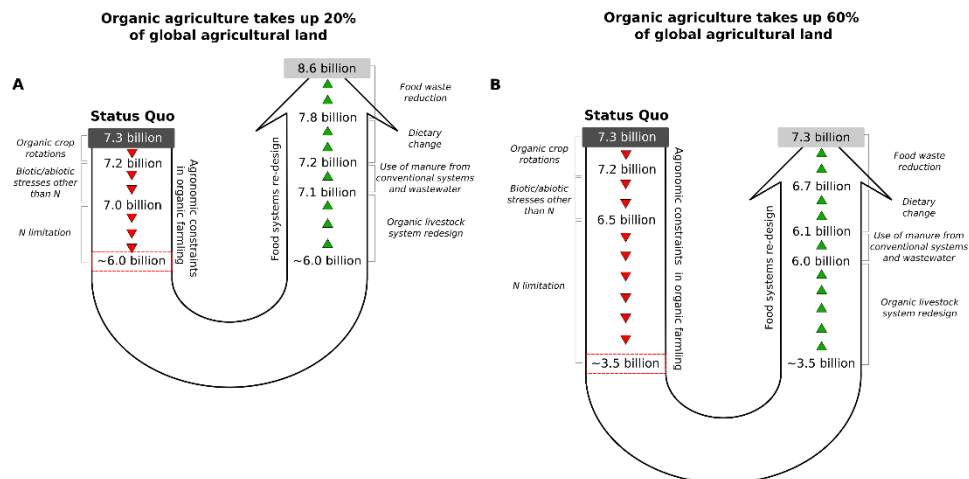 Organic agriculture takes up 20%
of global agricultural land
A
Status Quo
7.3 billion
7.2 billion
7.0 billion
~6.0 billion
Organic crop
rotations
Biotic/abiotic
stresses other
than N
N limitation
Agronomic constraints
in organic farmling
Food systems re-design
8.6 billion
7.8 billion
7.2 billion
7.1 billion
~6.0 billion
Food waste
reduction
Dietary
change
Use of manure from
conventional systems
and wastewater
Organic livestock
system redesign
Organic agriculture takes up 60%
of global agricultural land
B
Status Quo
7.3 billion
7.2 billion
6.5 billion
~3.5 billion
Organic crop
rotations
Biotic/abiotic
stresses other
than N
N limitation
Agronomic constraints in organic farmling
Food systems re-design
7.3 billion
6.7 billion
6.1 billion
6.0 billion
~3.5 billion
Food waste
reduction
Dietary
change
Use of manure from
conventional systems
and wastewater
Organic livestock
system redesign